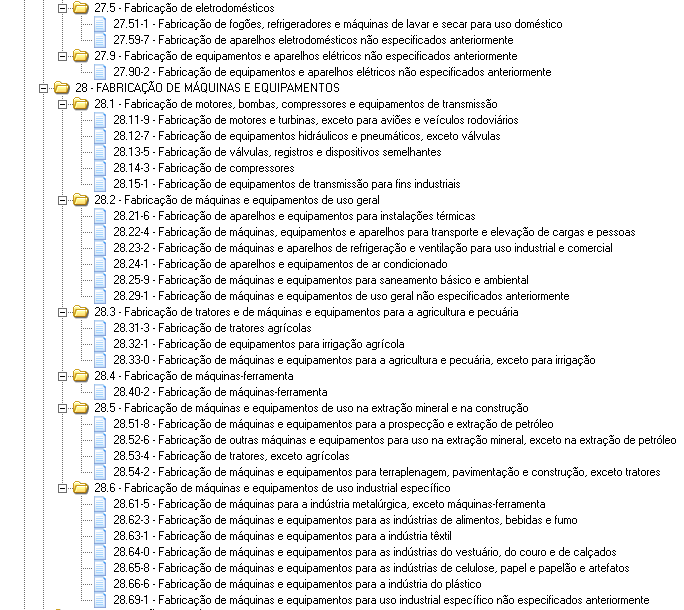 27.5 - Fabricação de eletrodomésticos
27.51-1 - Fabricação de fogões, refrigeradores e máquinas de lavar e secar para uso doméstico
27.59-7 - Fabricação de aparelhos eletrodomésticos não especificados anteriormente
27.9 - Fabricação de equipamentos e aparelhos elétricos não especificados anteriormente
27.90-2 - Fabricação de equipamentos e aparelhos elétricos não especificados anteriormente
28 - FABRICAÇÃO DE MÁQUINAS E EQUIPAMENTOS
28.1 - Fabricação de motores, bombas, compressores e equipamentos de transmissão
28.11-9 - Fabricação de motores e turbinas, exceto para aviões e veículos rodoviários
28.12-7 - Fabricação de equipamentos hidráulicos e pneumáticos, exceto válvulas
28.13-5 - Fabricação de válvulas, registros e dispositivos semelhantes
28.14-3 - Fabricação de compressores
28.15-1 - Fabricação de equipamentos de transmissão para fins industriais
28.2 - Fabricação de máquinas e equipamentos de uso geral
28.21-6 - Fabricação de aparelhos e equipamentos para instalações térmicas
28.22-4 - Fabricação de máquinas, equipamentos e aparelhos para transporte e elevação de cargas e pessoas
28.23-2 - Fabricação de máquinas e aparelhos de refrigeração e ventilação para uso industrial e comercial
28.24-1 - Fabricação de aparelhos e equipamentos de ar condicionado
28.25-9 - Fabricação de máquinas e equipamentos para saneamento básico e ambiental
28.29-1 - Fabricação de máquinas e equipamentos de uso geral não especificados anteriormente
28.3 - Fabricação de tratores e de máquinas e equipamentos para a agricultura e pecuária
28.31-3 - Fabricação de tratores agrícolas
28.32-1 - Fabricação de equipamentos para irrigação agrícola
28.33-0 - Fabricação de máquinas e equipamentos para a agricultura e pecuária, exceto para irrigação
28.4 - Fabricação de máquinas-ferramenta
28.40-2 - Fabricação de máquinas-ferramenta
28.5 - Fabricação de máquinas e equipamentos de uso na extração mineral e na construção
28.51-8 - Fabricação de máquinas e equipamentos para a prospecção e extração de petróleo
28.52-6 - Fabricação de outras máquinas e equipamentos para uso na extração mineral, exceto na extração de petróleo
28.53-4 - Fabricação de tratores, exceto agrícolas
28.54-2 - Fabricação de máquinas e equipamentos para terraplenagem, pavimentação e construção, exceto tratores
28.6 - Fabricação de máquinas e equipamentos de uso industrial específico
28.61-5 - Fabricação de máquinas para a indústria metalúrgica, exceto máquinas-ferramenta
28.62-3 - Fabricação de máquinas e equipamentos para as indústrias de alimentos, bebidas e fumo
28.63-1 - Fabricação de máquinas e equipamentos para a indústria têxtil
28.64-0 - Fabricação de máquinas e equipamentos para as indústrias do vestuário, do couro e de calçados
28.65-8 - Fabricação de máquinas e equipamentos para as indústrias de celulose, papel e papelão e artefatos
28.66-6 - Fabricação de máquinas e equipamentos para a indústria do plástico
28.69-1 - Fabricação de máquinas e equipamentos para uso industrial específico não especificados anteriormente